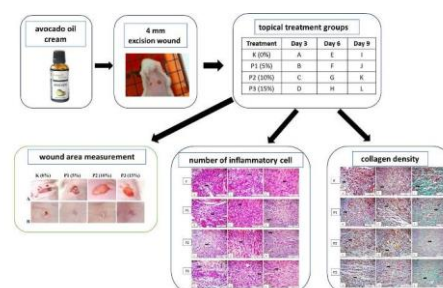 avocado oil
cream
4 mm
excision wound
topical treatment groups
Treatment Day 3 Day 6 Day 9
K (0%) A E I
P1 (5%) B F J
P2 (10%) C G K
P3 (15%) D H L
wound area measurement
K (0%) P1 (5%) P2 (10%) P3 (15%)
number of inflammatory cell
collagen density